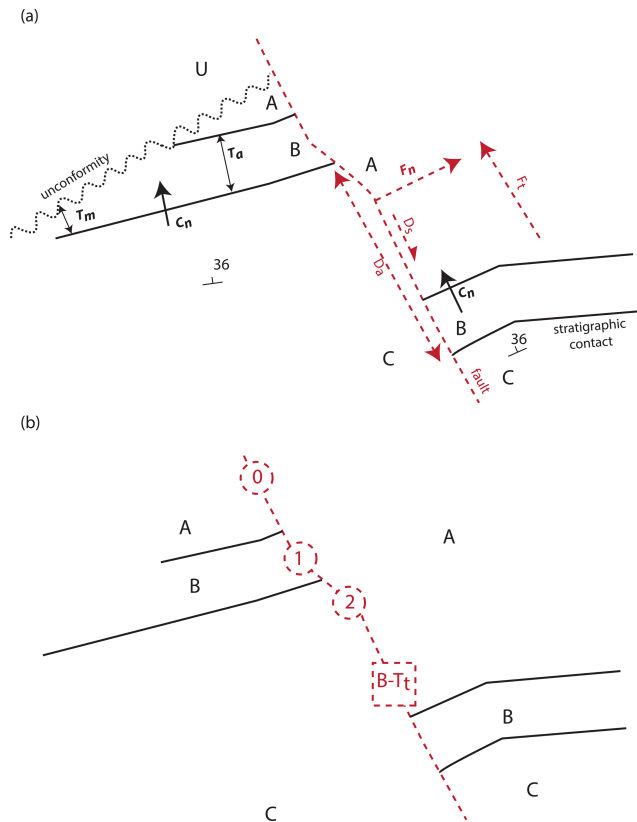 (a)
U
A
B
A
unconformity
Tₐ
Tₘ
Cₙ
Fₙ
Fₜ
Dₛ
Dₐ
36
Cₙ
B
C
36
stratigraphic
contact
C
fault
(b)
0
A
A
1
B
2
B-Tₜ
B
C
C